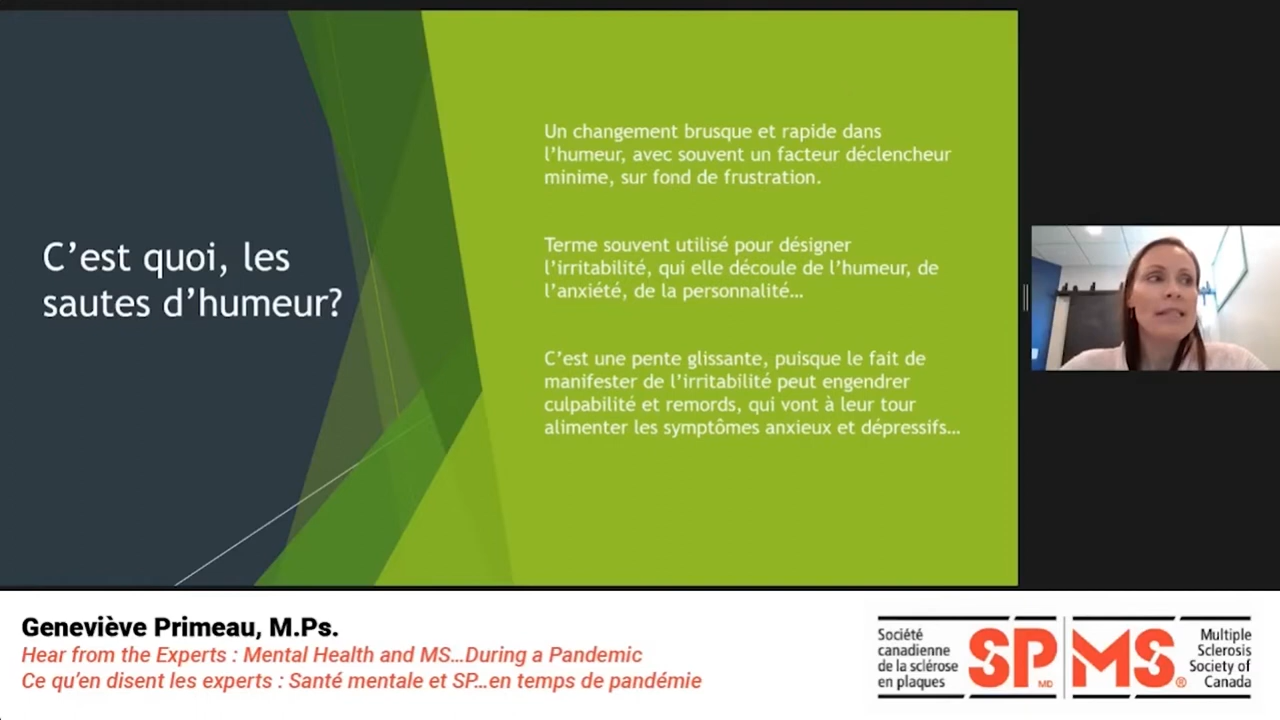 C’est quoi, les
sautes d’humeur?
Un changement brusque et rapide dans
l’humeur, avec souvent un facteur déclencheur
minime, sur fond de frustration.
Terme souvent utilisé pour désigner
l’irritabilité, qui elle découle de l’humeur, de
l’anxiété, de la personnalité…
C’est une pente glissante, puisque le fait de
manifester de l’irritabilité peut engendrer
culpabilité et remords, qui vont à leur tour
alimenter les symptômes anxieux et dépressifs…
Geneviève Primeau, M.Ps.
Hear from the Experts : Mental Health and MS…During a Pandemic
Ce qu’en disent les experts : Santé mentale et SP…en temps de pandémie
Société
canadienne
de la sclérose
en plaques
SP MD
MS ®
Multiple
Sclerosis
Society of
Canada